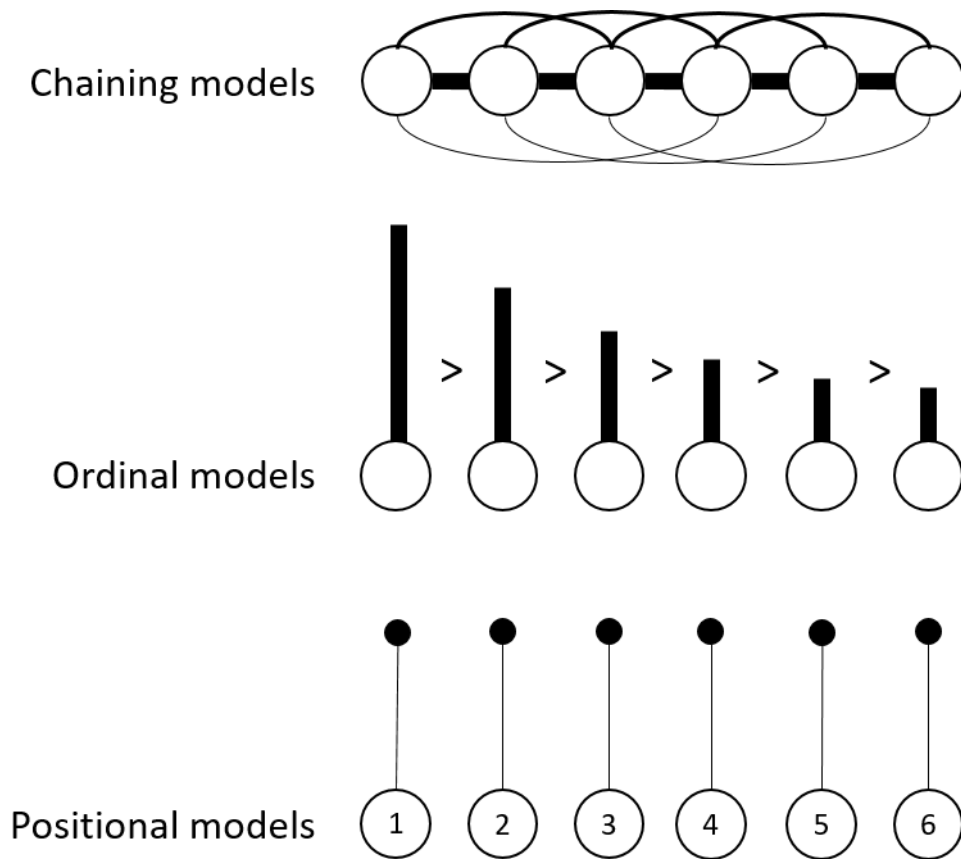 Chaining models
> > > > >
Ordinal models
Positional models 1 2 3 4 5 6